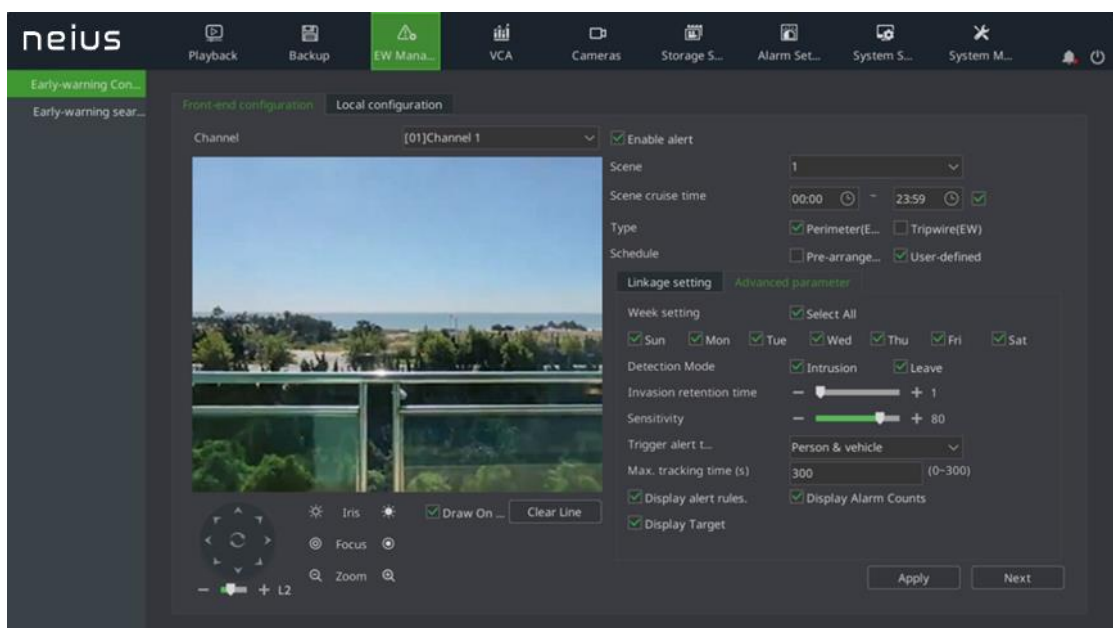 neius
Playback Backup EW Mana... VCA Cameras Storage S... Alarm Set... System S... System M...
Early-warning Con...
Early-warning sear...
Front-end configuration Local configuration
Channel [01]Channel 1 Enable alert
Scene 1
Scene cruise time 00:00 ~ 23:59
Type Perimeter(E... Tripwire(EW)
Schedule Pre-arrange... User-defined
Linkage setting Advanced parameter
Week setting Select All
Sun Mon Tue Wed Thu Fri Sat
Detection Mode Intrusion Leave
Invasion retention time − + 1
Sensitivity − + 80
Trigger alert t... Person & vehicle
Max. tracking time (s) 300 (0~300)
Display alert rules. Display Alarm Counts
Display Target
Iris Draw On ... Clear Line
Focus
Zoom
− + L2
Apply Next